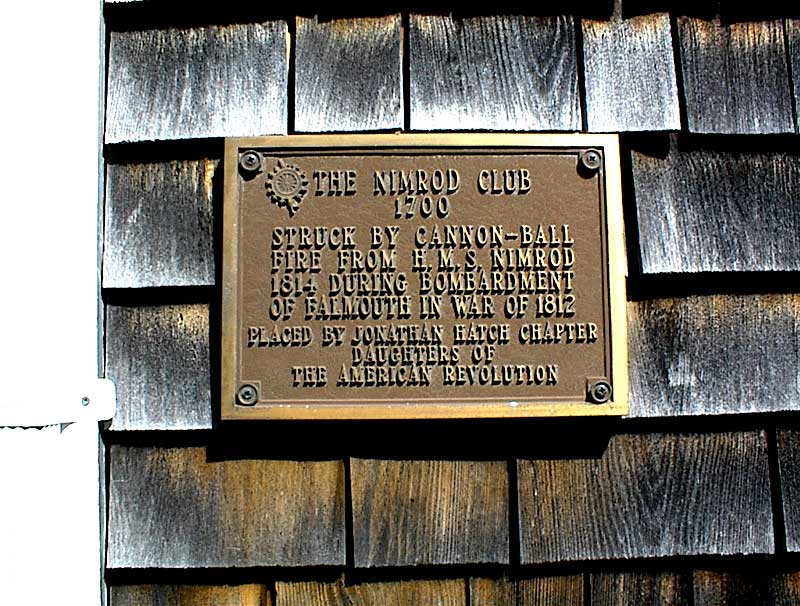 THE NIMROD CLUB
1700
STRUCK BY CANNON-BALL
FIRE FROM H.M.S. NIMROD
1814 DURING BOMBARDMENT
OF FALMOUTH IN WAR OF 1812
PLACED BY JONATHAN HATCH CHAPTER
DAUGHTERS OF
THE AMERICAN REVOLUTION